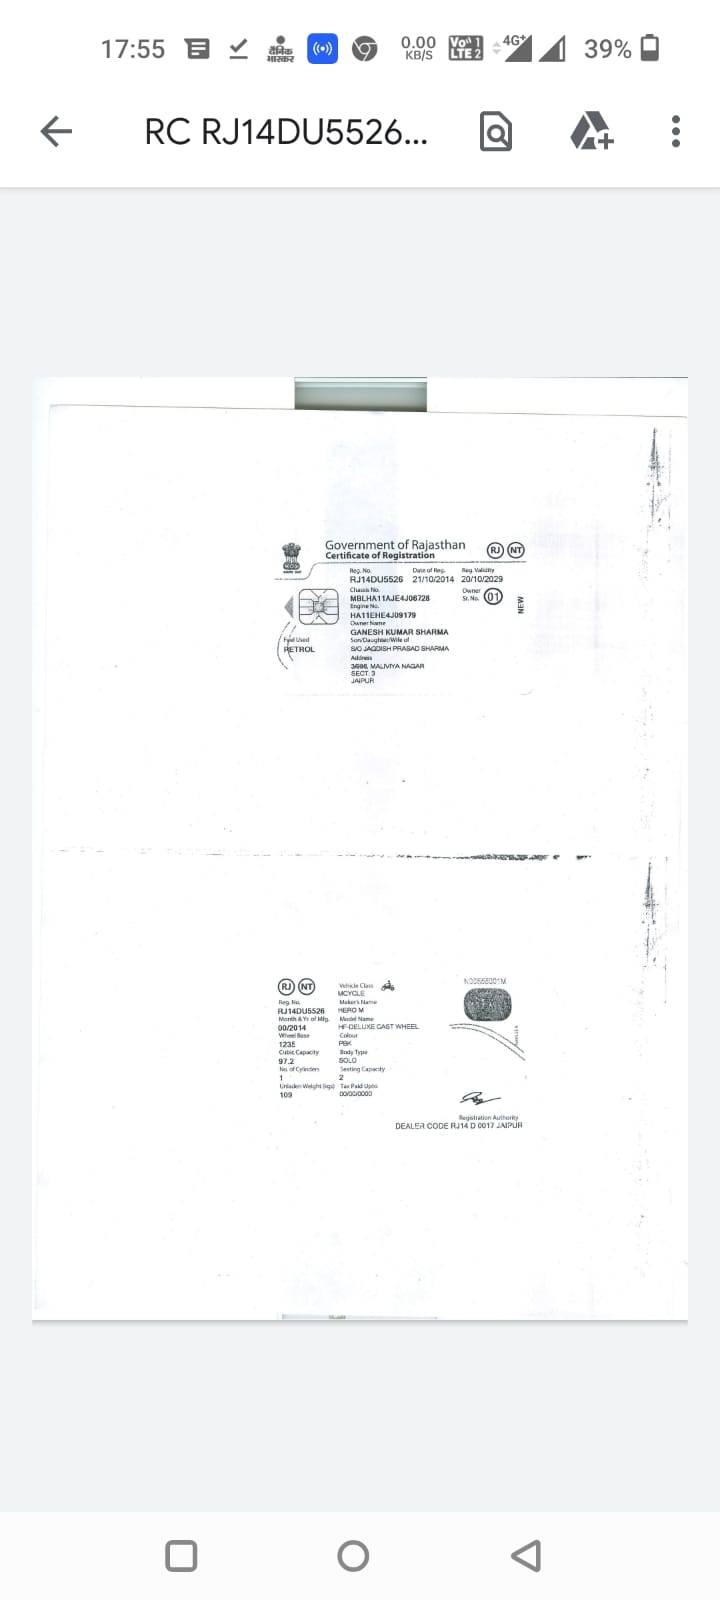 17:55
दैनिक
भास्कर
0.00
KB/S
Vo)) 1
LTE 2
4G+
39%
RC RJ14DU5526...
Government of Rajasthan
Certificate of Registration
RJ NT
Reg. No. Date of Reg. Reg. Validity
RJ14DU5526 21/10/2014 20/10/2029
Chassis No.
MBLHA11AJE4J06728
Owner
Sr. No. 01
NEW
Engine No.
HA11EHE4J09179
Owner Name
GANESH KUMAR SHARMA
Fuel Used
PETROL
Son/Daughter/Wife of
S/O JAGDISH PRASAD SHARMA
Address
MALIVIYA NAGAR
SECT. 3
JAIPUR
RJ NT
Vehicle Class
MCYCLE
Reg. No. Maker's Name
RJ14DU5526 HERO M
Month & Yr. of Mfg. Model Name
00/2014 HF-DELUXE CAST WHEEL
Wheel Base Colour
1235 PBK
Cubic Capacity Body Type
97.2 SOLO
No. of Cylinders Seating Capacity
1 2
Unladen Weight (kgs) Tax Paid Upto
109 00/00/0000
Registration Authority
DEALER CODE RJ14 D 0017 JAIPUR